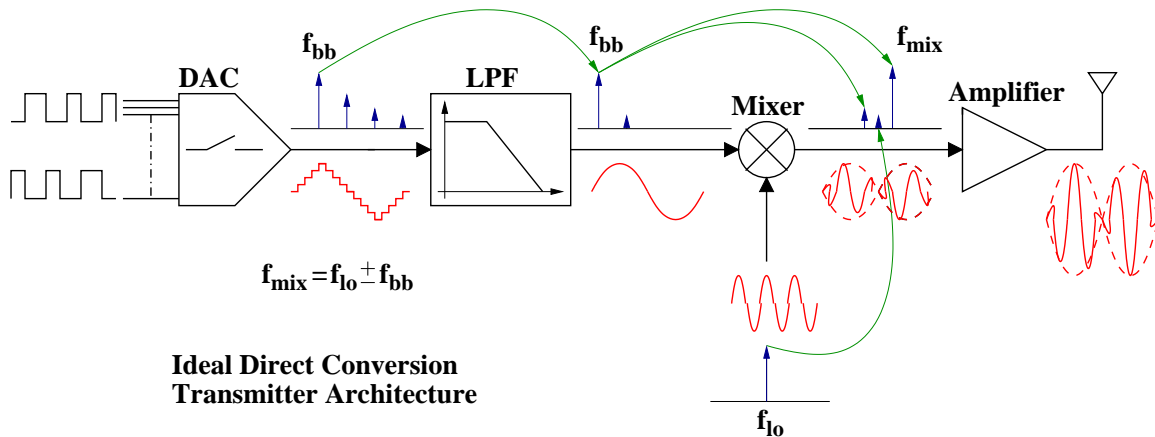 f_bb
f_bb
f_mix
DAC
LPF
Mixer
Amplifier
f_mix = f_lo ± f_bb
Ideal Direct Conversion
Transmitter Architecture
f_lo